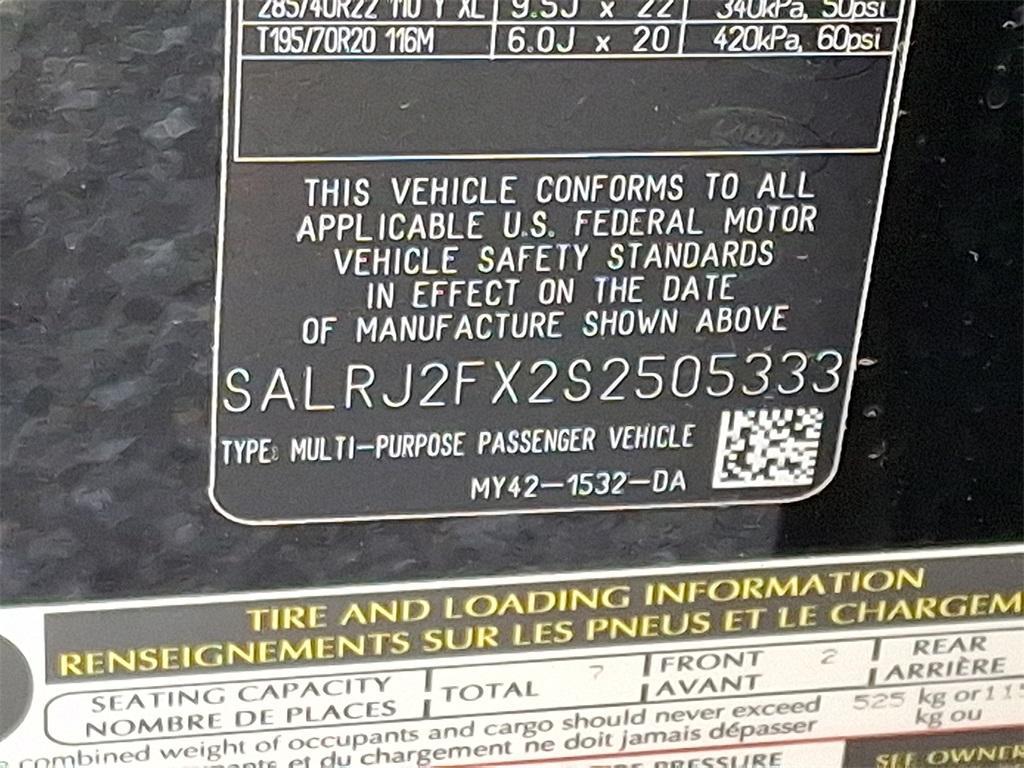 285/40R22 110 Y XL 9.5J x 22 340kPa, 50psi
T195/70R20 116M 6.0J x 20 420kPa, 60psi
THIS VEHICLE CONFORMS TO ALL
APPLICABLE U.S. FEDERAL MOTOR
VEHICLE SAFETY STANDARDS
IN EFFECT ON THE DATE
OF MANUFACTURE SHOWN ABOVE
SALRJ2FX2S2505333
TYPE: MULTI-PURPOSE PASSENGER VEHICLE
MY42-1532-DA
TIRE AND LOADING INFORMATION
RENSEIGNEMENTS SUR LES PNEUS ET LE CHARGEM
SEATING CAPACITY TOTAL 7 FRONT 2 REAR
NOMBRE DE PLACES AVANT ARRIÈRE
combined weight of occupants and cargo should never exceed 525 kg or 115
et du chargement ne doit jamais dépasser kg ou
PRESSURE SEE OWNER